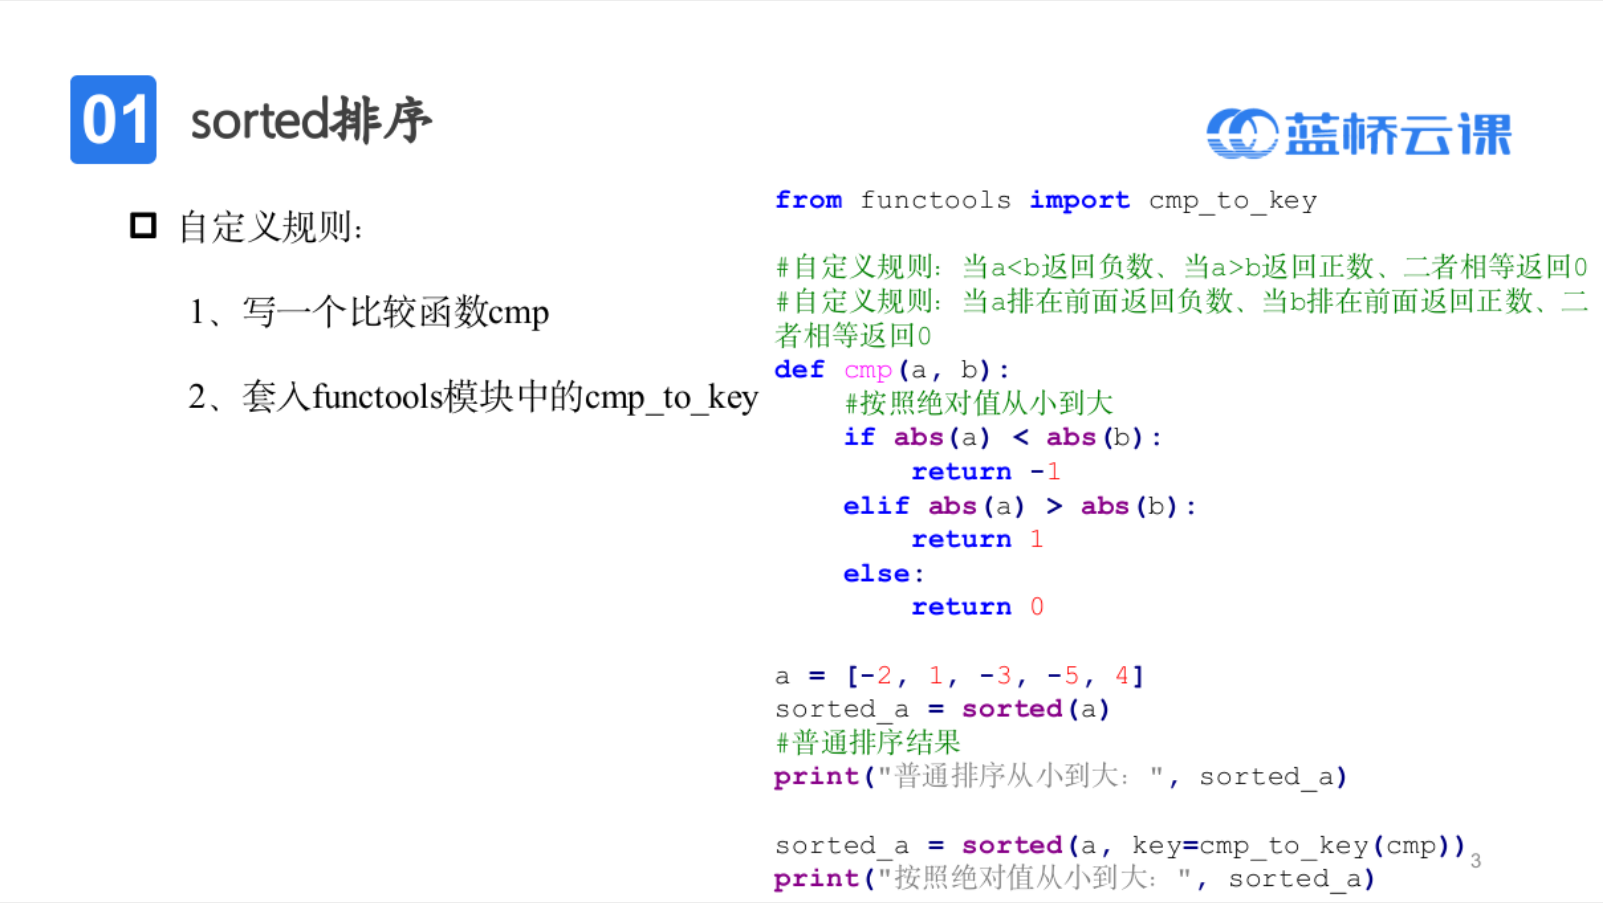 01 sorted排序
蓝桥云课
自定义规则:
1、写一个比较函数cmp
2、套入functools模块中的cmp_to_key
from functools import cmp_to_key
#自定义规则: 当a<b返回负数、当a>b返回正数、二者相等返回0
#自定义规则: 当a排在前面返回负数、当b排在前面返回正数、二
者相等返回0
def cmp(a, b):
    #按照绝对值从小到大
    if abs(a) < abs(b):
        return -1
    elif abs(a) > abs(b):
        return 1
    else:
        return 0
a = [-2, 1, -3, -5, 4]
sorted_a = sorted(a)
#普通排序结果
print("普通排序从小到大: ", sorted_a)
sorted_a = sorted(a, key=cmp_to_key(cmp))
print("按照绝对值从小到大: ", sorted_a)
3